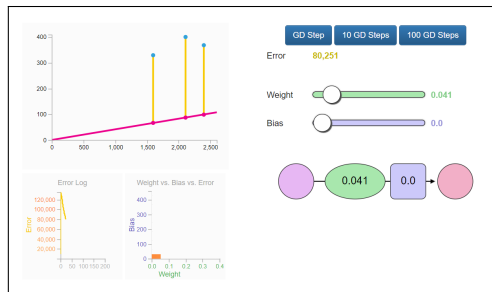 GD Step 10 GD Steps 100 GD Steps
Error 80,251
Weight 0.041
Bias 0.0
0.041 0.0
400
300
200
100
0
0 500 1,000 1,500 2,000 2,500
Error Log
120,000
100,000
80,000
60,000
40,000
20,000
Error
0 50 100 150 200
Weight vs. Bias vs. Error
400
300
200
100
0
Bias
0.0 0.1 0.2 0.3 0.4
Weight